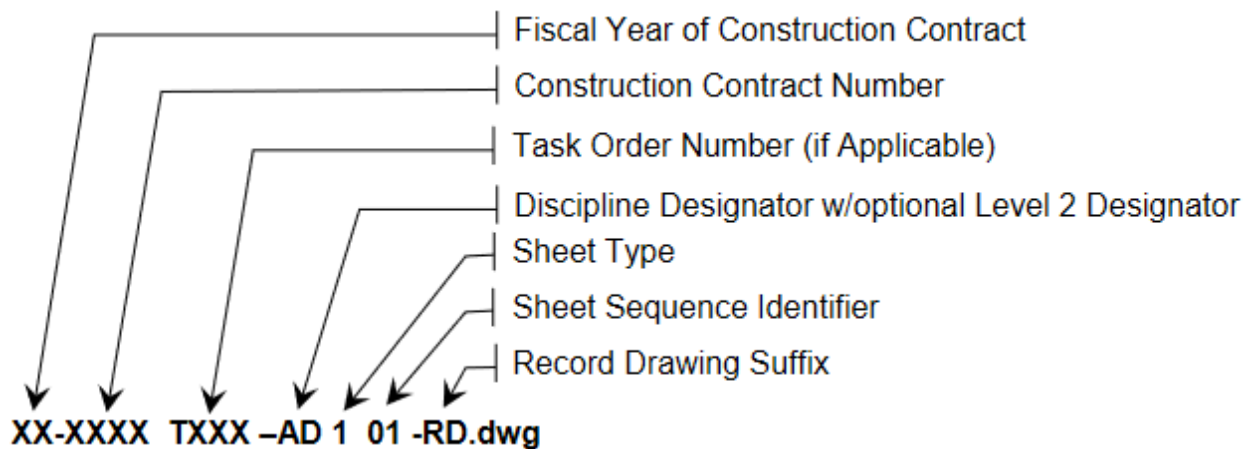 Fiscal Year of Construction Contract
Construction Contract Number
Task Order Number (if Applicable)
Discipline Designator w/optional Level 2 Designator
Sheet Type
Sheet Sequence Identifier
Record Drawing Suffix
XX-XXXX TXXX –AD 1 01 -RD.dwg